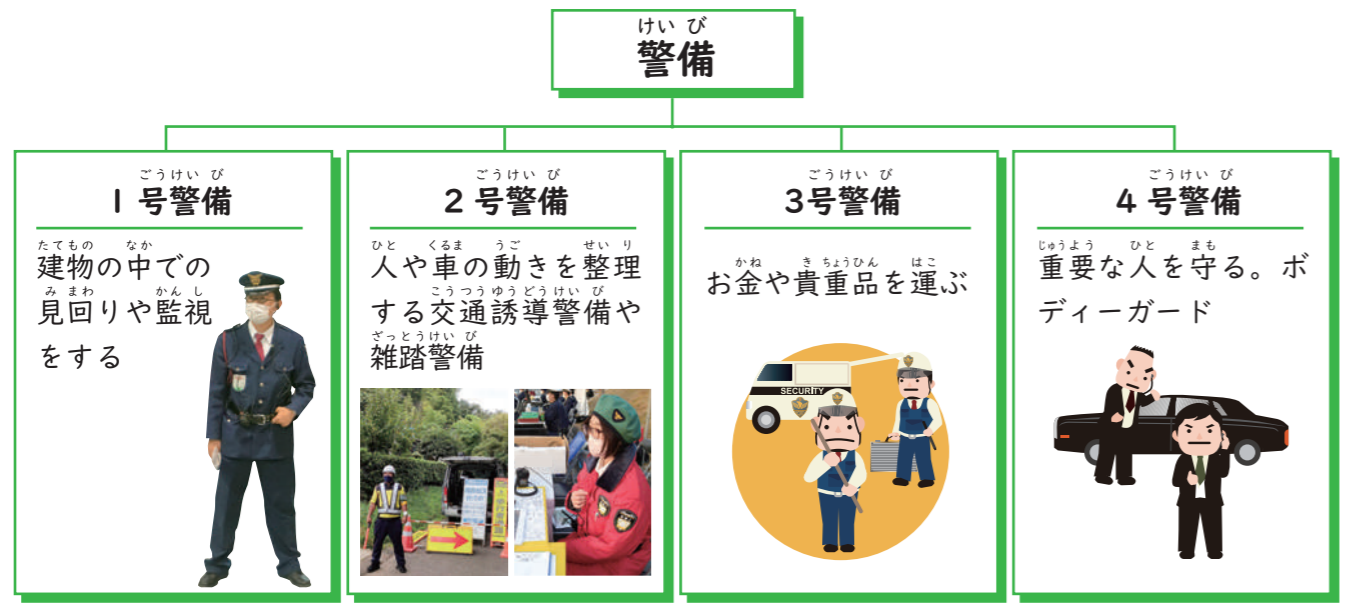 けいび
警備
ごうけいび
1号警備
たてもの なか
建物の中での
みまわ かんし
見回りや監視
をする
ごうけいび
2号警備
ひと くるま うご せいり
人や車の動きを整理
こうつうゆうどうけいび
する交通誘導警備や
ざっとうけいび
雑踏警備
ごうけいび
3号警備
かね きちょうひん はこ
お金や貴重品を運ぶ
SECURITY
ごうけいび
4号警備
じゅうよう ひと まも
重要な人を守る。ボ
ディーガード